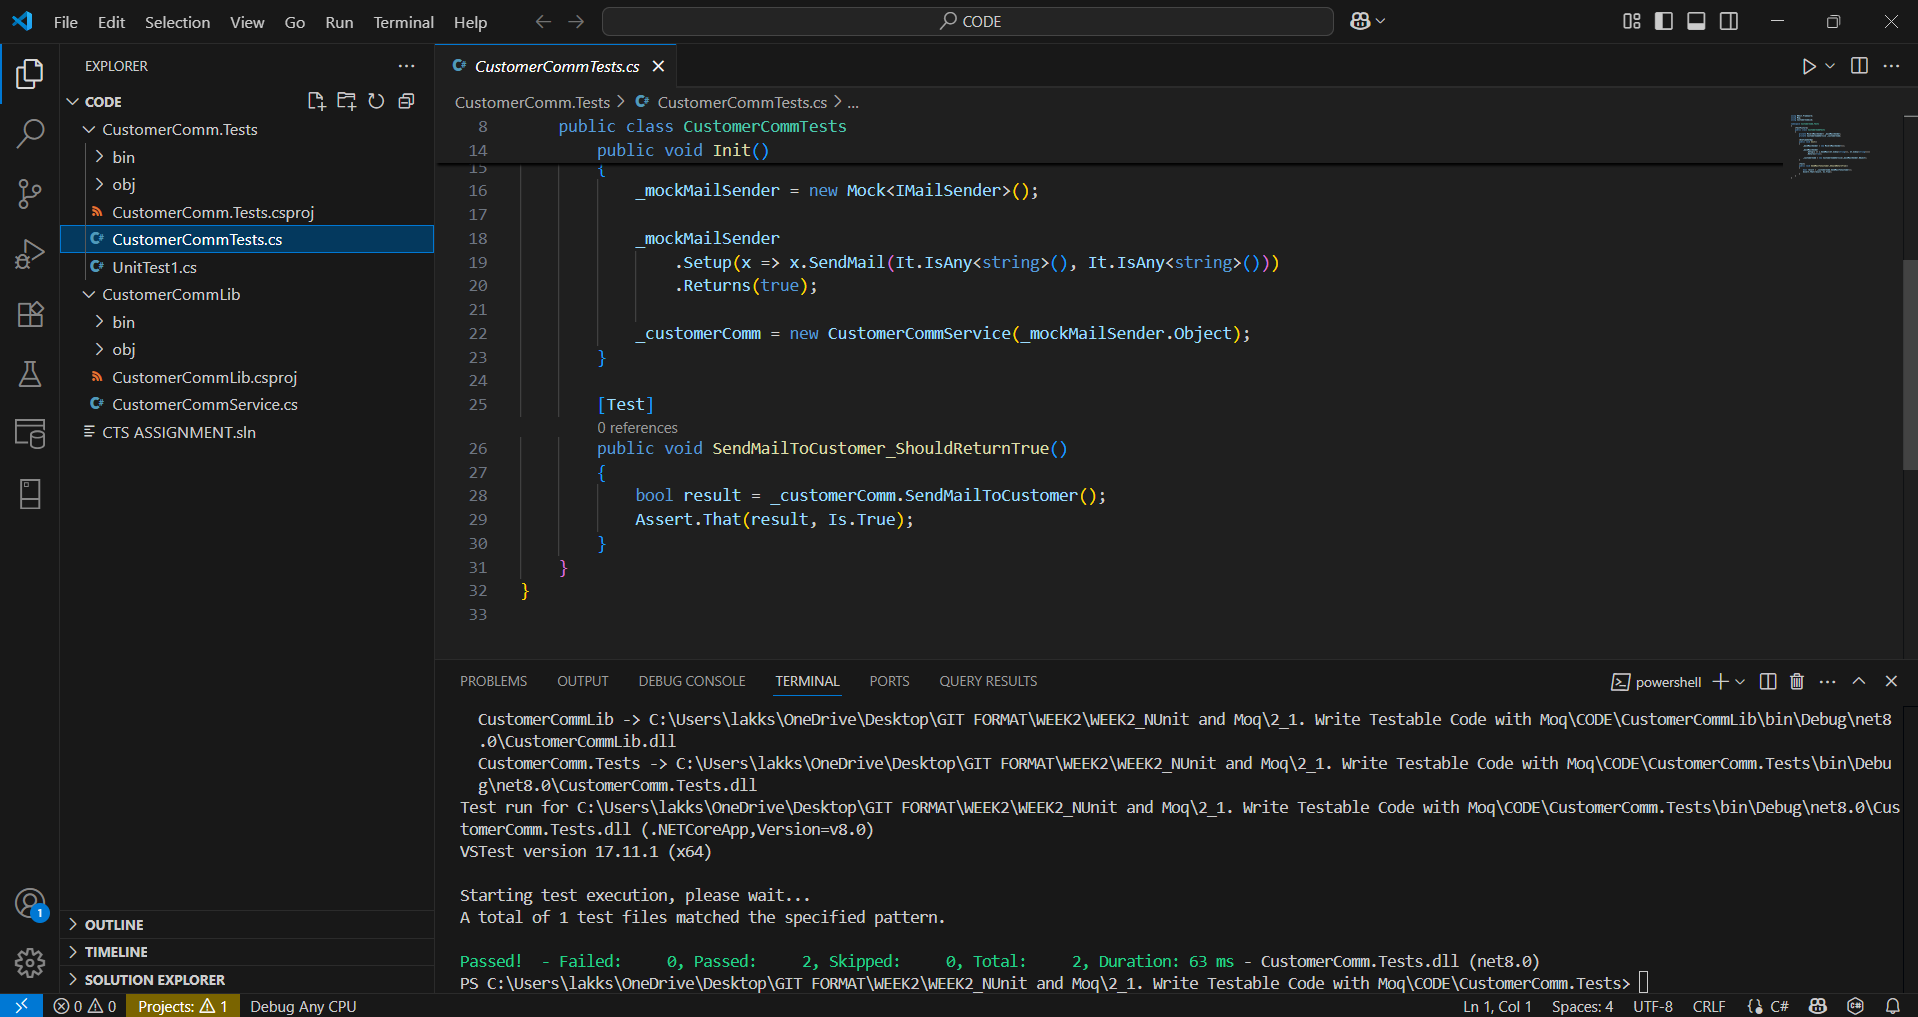 File Edit Selection View Go Run Terminal Help
CODE
EXPLORER
CODE
CustomerComm.Tests
bin
obj
CustomerComm.Tests.csproj
CustomerCommTests.cs
UnitTest1.cs
CustomerCommLib
bin
obj
CustomerCommLib.csproj
CustomerCommService.cs
CTS ASSIGNMENT.sln
OUTLINE
TIMELINE
SOLUTION EXPLORER
CustomerCommTests.cs
CustomerComm.Tests > CustomerCommTests.cs > ...
8 public class CustomerCommTests
14 public void Init()
15 {
16 _mockMailSender = new Mock<IMailSender>();
17
18 _mockMailSender
19 .Setup(x => x.SendMail(It.IsAny<string>(), It.IsAny<string>()))
20 .Returns(true);
21
22 _customerComm = new CustomerCommService(_mockMailSender.Object);
23 }
24
25 [Test]
0 references
26 public void SendMailToCustomer_ShouldReturnTrue()
27 {
28 bool result = _customerComm.SendMailToCustomer();
29 Assert.That(result, Is.True);
30 }
31 }
32 }
33
PROBLEMS OUTPUT DEBUG CONSOLE TERMINAL PORTS QUERY RESULTS
powershell
CustomerCommLib -> C:\Users\lakks\OneDrive\Desktop\GIT FORMAT\WEEK2\WEEK2_NUnit and Moq\2_1. Write Testable Code with Moq\CODE\CustomerCommLib\bin\Debug\net8
.0\CustomerCommLib.dll
CustomerComm.Tests -> C:\Users\lakks\OneDrive\Desktop\GIT FORMAT\WEEK2\WEEK2_NUnit and Moq\2_1. Write Testable Code with Moq\CODE\CustomerComm.Tests\bin\Debu
g\net8.0\CustomerComm.Tests.dll
Test run for C:\Users\lakks\OneDrive\Desktop\GIT FORMAT\WEEK2\WEEK2_NUnit and Moq\2_1. Write Testable Code with Moq\CODE\CustomerComm.Tests\bin\Debug\net8.0\Cus
tomerComm.Tests.dll (.NETCoreApp,Version=v8.0)
VSTest version 17.11.1 (x64)
Starting test execution, please wait...
A total of 1 test files matched the specified pattern.
Passed! - Failed: 0, Passed: 2, Skipped: 0, Total: 2, Duration: 63 ms - CustomerComm.Tests.dll (net8.0)
PS C:\Users\lakks\OneDrive\Desktop\GIT FORMAT\WEEK2\WEEK2_NUnit and Moq\2_1. Write Testable Code with Moq\CODE\CustomerComm.Tests>
1
0 0 Projects: 1 Debug Any CPU
Ln 1, Col 1 Spaces: 4 UTF-8 CRLF C#